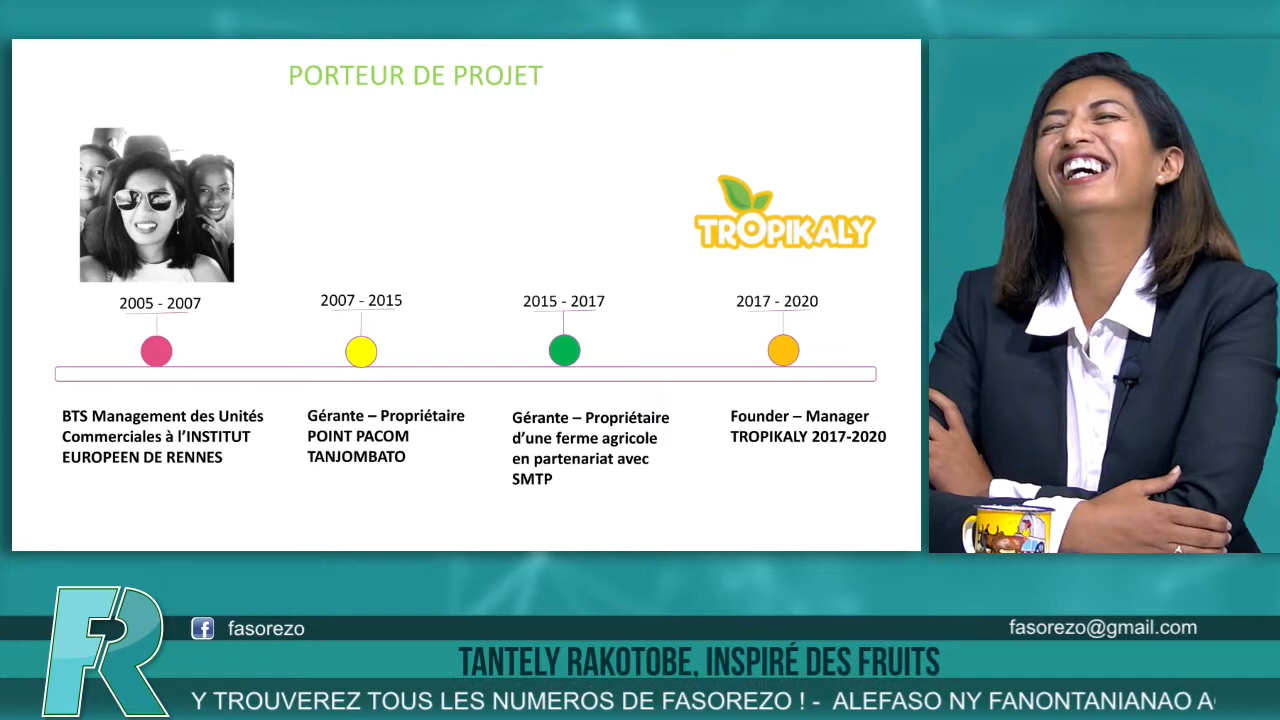 PORTEUR DE PROJET
TROPIKALY
2005 - 2007
2007 - 2015
2015 - 2017
2017 - 2020
BTS Management des Unités
Commerciales à l’INSTITUT
EUROPEEN DE RENNES
Gérante – Propriétaire
POINT PACOM
TANJOMBATO
Gérante – Propriétaire
d’une ferme agricole
en partenariat avec
SMTP
Founder – Manager
TROPIKALY 2017-2020
FR
fasorezo
fasorezo@gmail.com
TANTELY RAKOTOBE, INSPIRÉ DES FRUITS
Y TROUVEREZ TOUS LES NUMEROS DE FASOREZO ! - ALEFASO NY FANONTANIANAO A